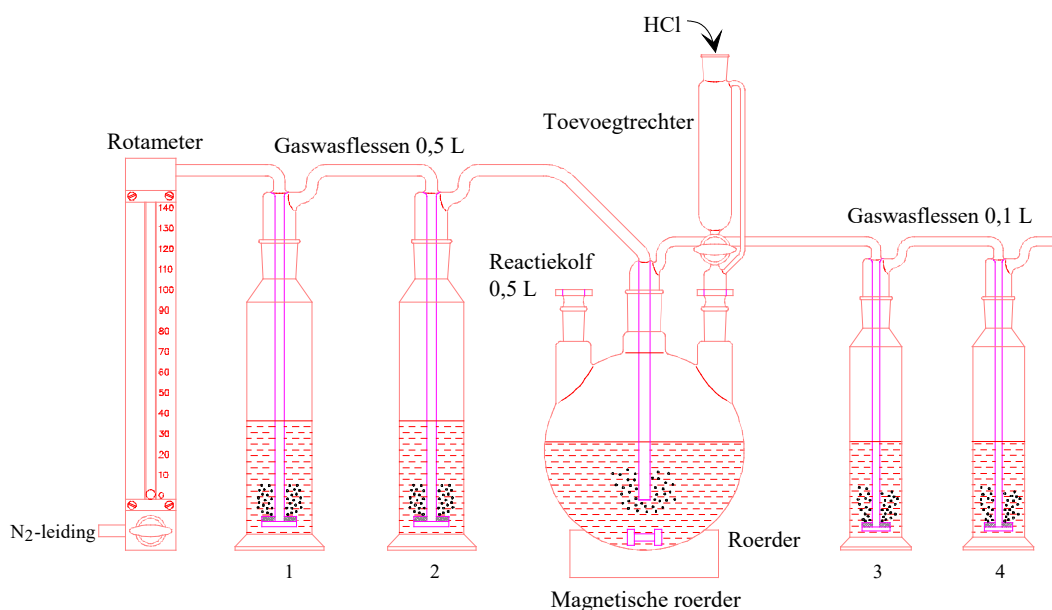 HCl
Toevoegtrechter
Rotameter
Gaswasflessen 0,5 L
Gaswasflessen 0,1 L
Reactiekolf
0,5 L
140
130
120
110
100
90
80
70
60
50
40
30
20
10
0
N2-leiding
Roerder
1
2
3
4
Magnetische roerder